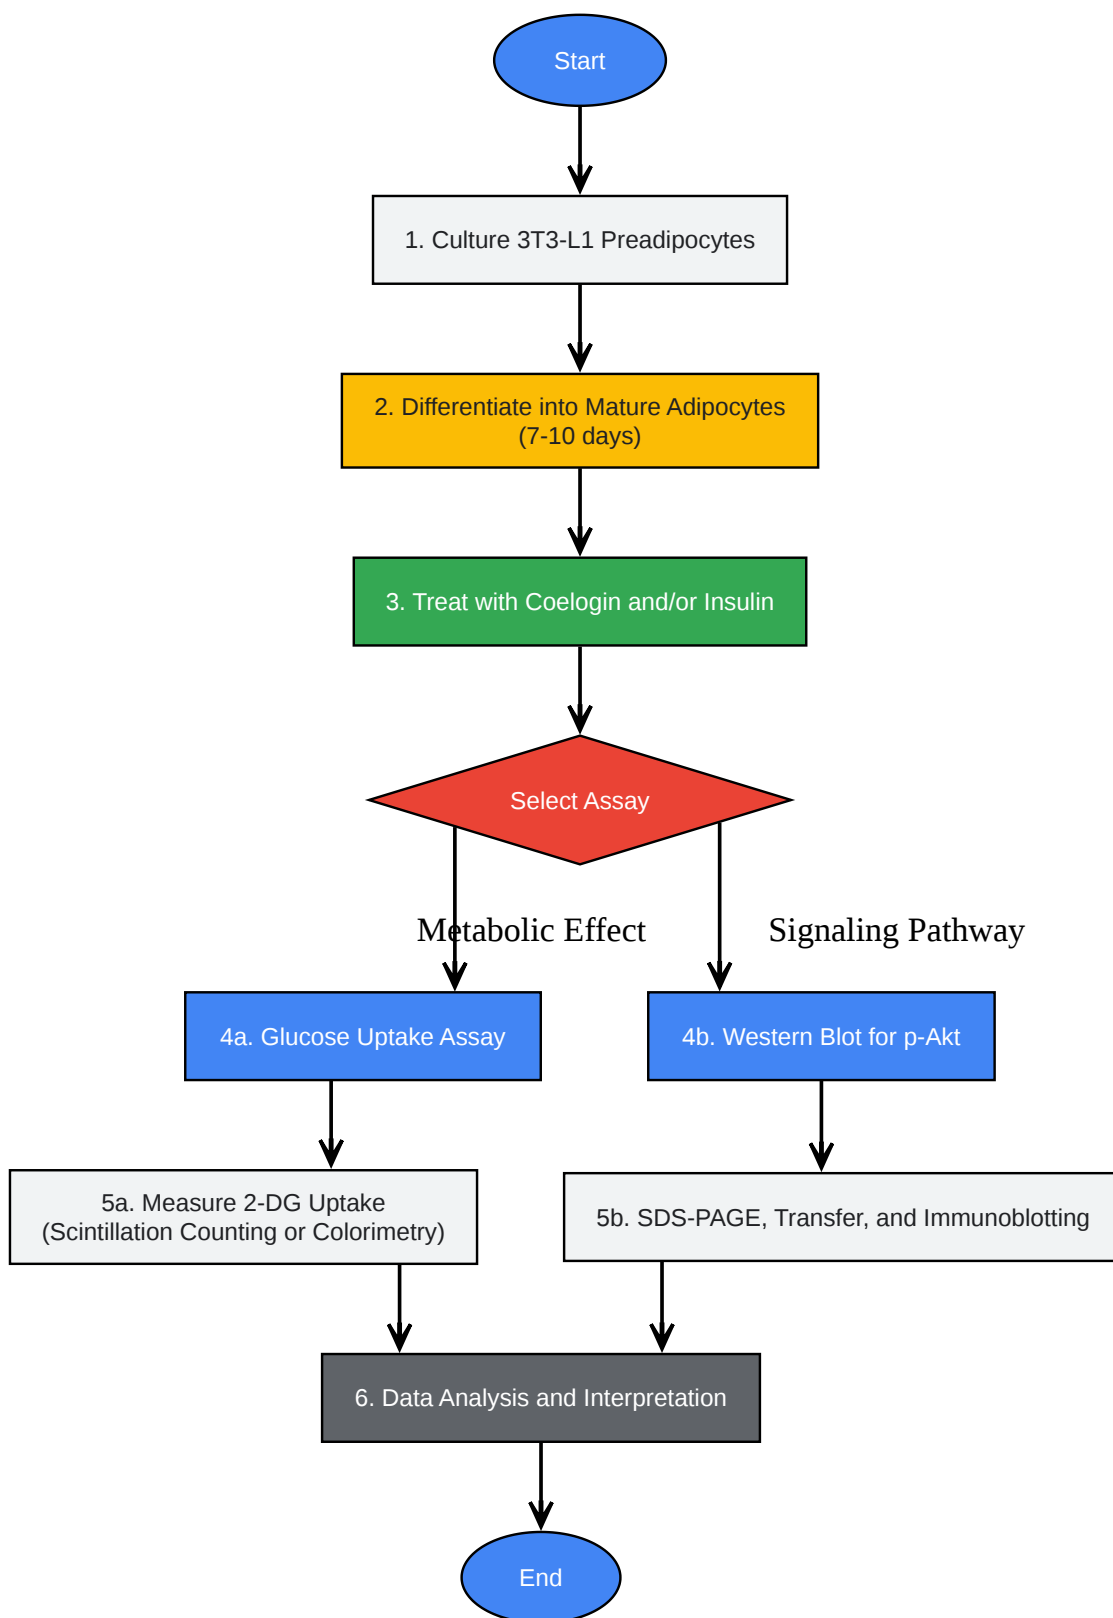 Start
1. Culture 3T3-L1 Preadipocytes
2. Differentiate into Mature Adipocytes
(7-10 days)
3. Treat with Coelogin and/or Insulin
Select Assay
Metabolic Effect
Signaling Pathway
4a. Glucose Uptake Assay
4b. Western Blot for p-Akt
5a. Measure 2-DG Uptake
(Scintillation Counting or Colorimetry)
5b. SDS-PAGE, Transfer, and Immunoblotting
6. Data Analysis and Interpretation
End